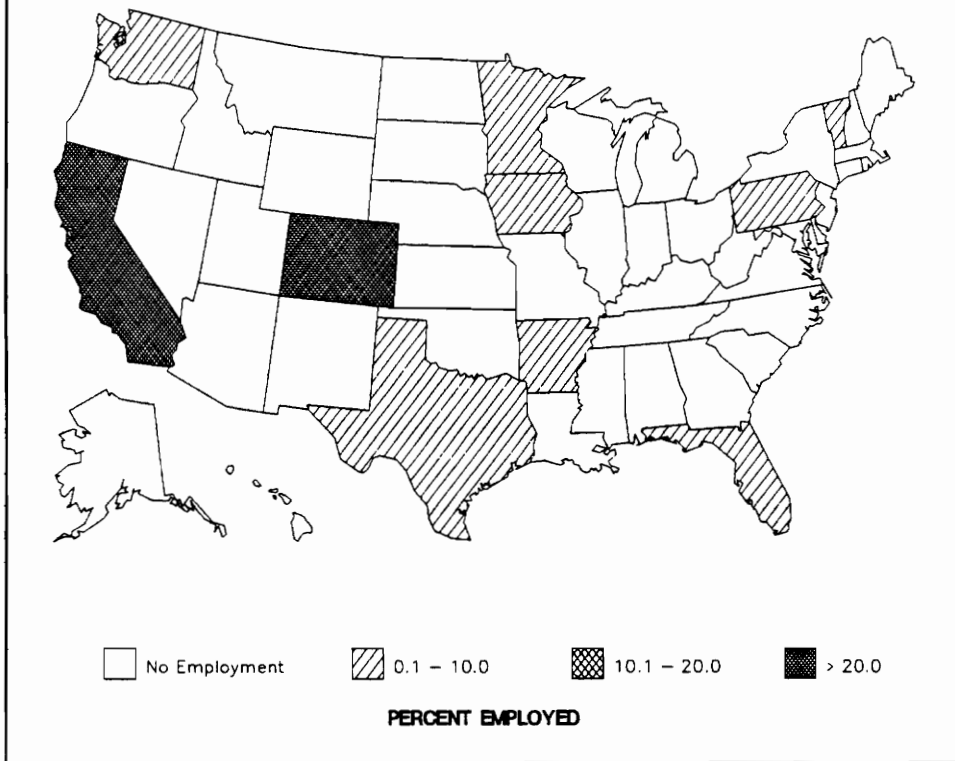 No Employment 0.1 – 10.0 10.1 – 20.0 > 20.0
PERCENT EMPLOYED